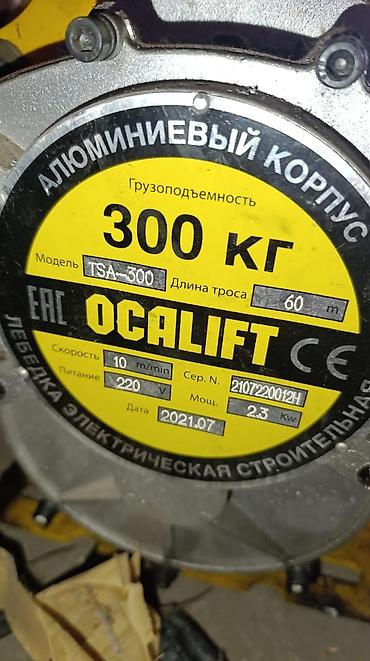 АЛЮМИНИЕВЫЙ КОРПУС
Грузоподъемность
300 кг
Модель TSA-300 Длина троса 60 m
EAC OCALIFT CE
Скорость 10 m/min Сер. N. 2107220012H
Питание 220 V Мощ. 2.3 Kw
Дата 2021.07
ЛЕБЕДКА ЭЛЕКТРИЧЕСКАЯ СТРОИТЕЛЬНАЯ